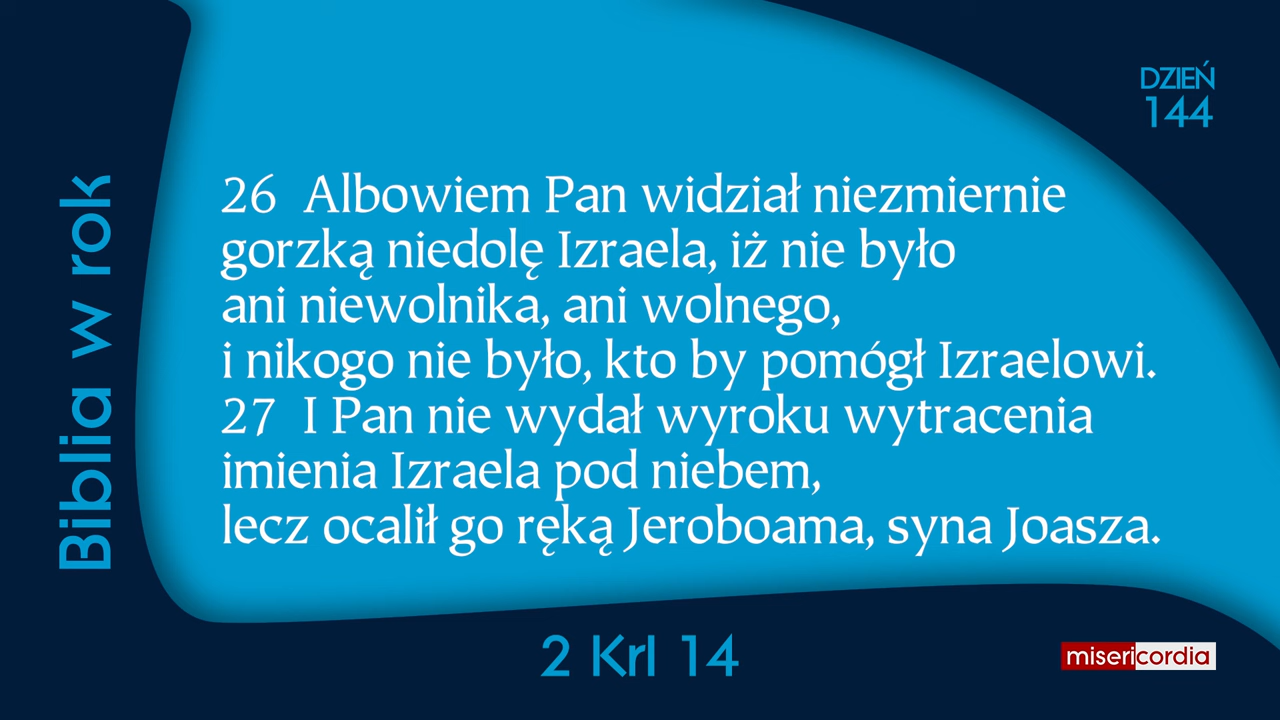 DZIEŃ
144
Biblia w rok
26 Albowiem Pan widział niezmiernie
gorzką niedolę Izraela, iż nie było
ani niewolnika, ani wolnego,
i nikogo nie było, kto by pomógł Izraelowi.
27 I Pan nie wydał wyroku wytracenia
imienia Izraela pod niebem,
lecz ocalił go ręką Jeroboama, syna Joasza.
2 Krl 14
misericordia